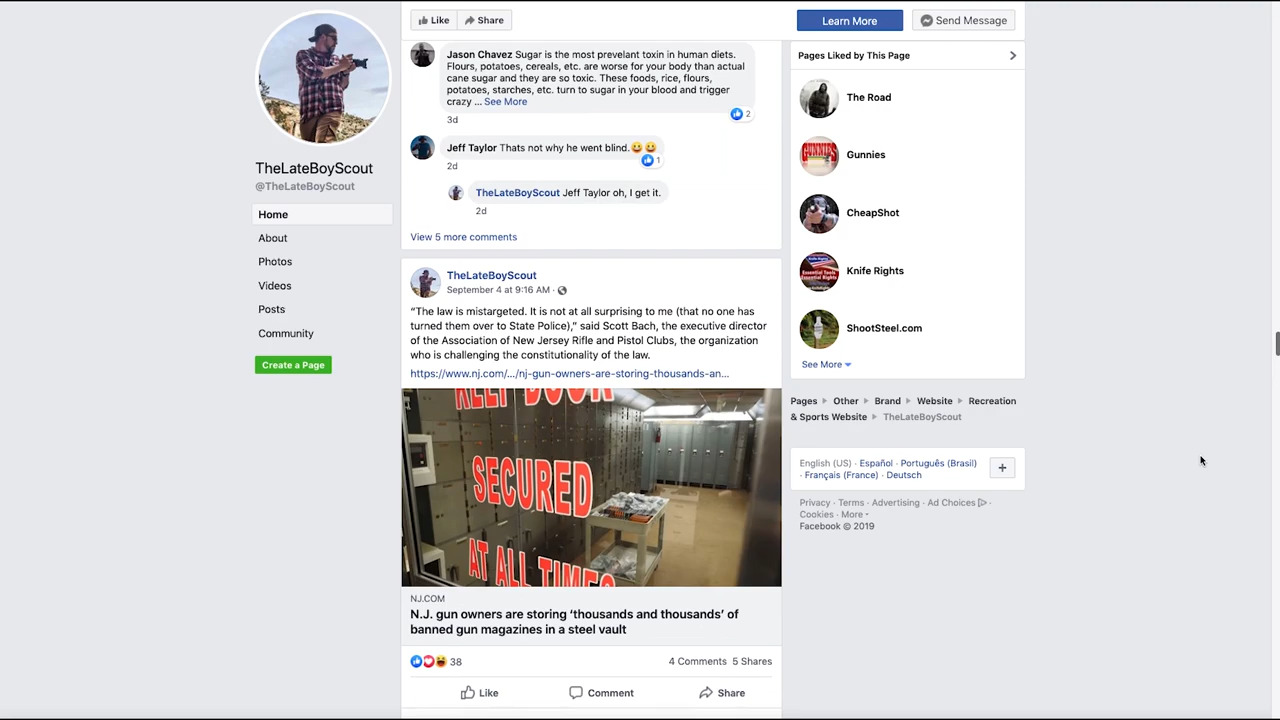 Like
Share
Learn More
Send Message
TheLateBoyScout
@TheLateBoyScout
Home
About
Photos
Videos
Posts
Community
Create a Page
Jason Chavez Sugar is the most prevelant toxin in human diets.
Flours, potatoes, cereals, etc. are worse for your body than actual
cane sugar and they are so toxic. These foods, rice, flours,
potatoes, starches, etc. turn to sugar in your blood and trigger
crazy ... See More
2
3d
Jeff Taylor Thats not why he went blind.😀😀
1
2d
TheLateBoyScout Jeff Taylor oh, I get it.
2d
View 5 more comments
TheLateBoyScout
September 4 at 9:16 AM ·
“The law is mistargeted. It is not at all surprising to me (that no one has
turned them over to State Police),” said Scott Bach, the executive director
of the Association of New Jersey Rifle and Pistol Clubs, the organization
who is challenging the constitutionality of the law.
https://www.nj.com/.../nj-gun-owners-are-storing-thousands-an...
KEEP DOOR
SECURED
AT ALL TIMES
NJ.COM
N.J. gun owners are storing ‘thousands and thousands’ of
banned gun magazines in a steel vault
38
4 Comments 5 Shares
Like
Comment
Share
Pages Liked by This Page
The Road
GUNNIES
Gunnies
CheapShot
Knife Rights
Essential Tools
Essential Rights
ShootSteel.com
See More
Pages Other Brand Website Recreation
& Sports Website TheLateBoyScout
English (US) · Español · Português (Brasil)
· Français (France) · Deutsch
+
Privacy · Terms · Advertising · Ad Choices ·
Cookies · More
Facebook © 2019